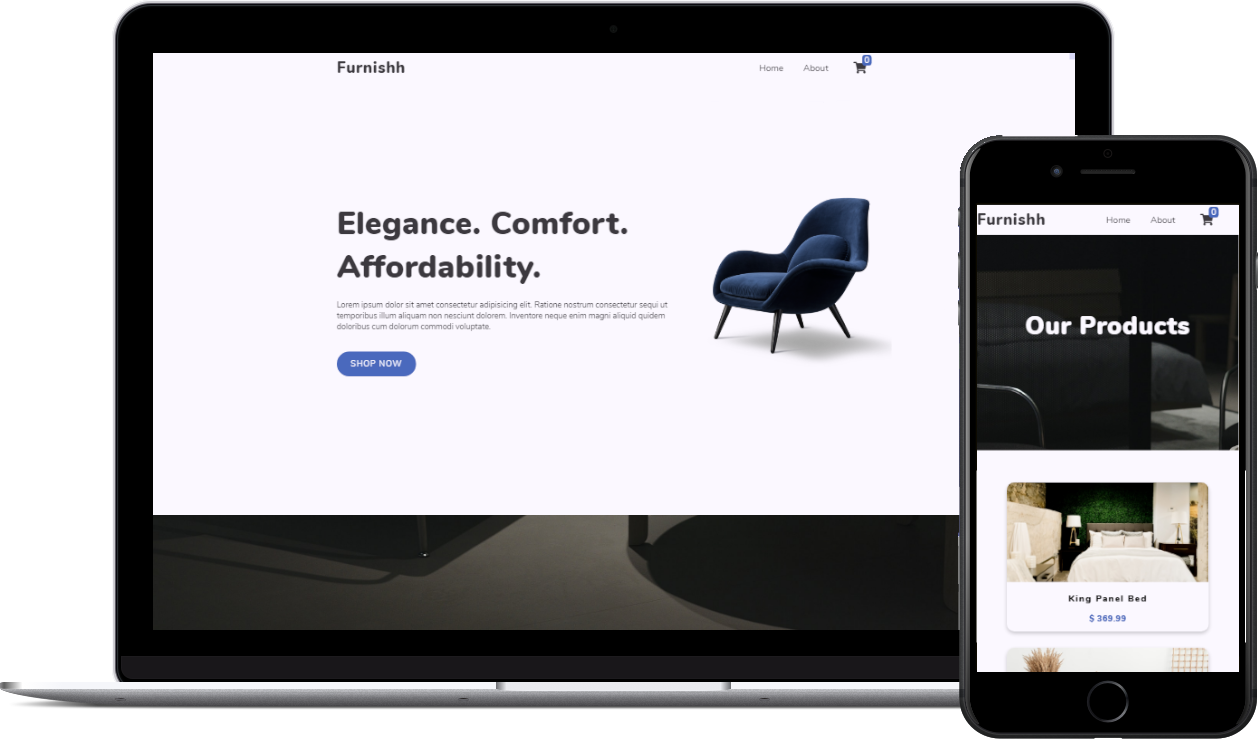 Furnishh
Home About 0
Elegance. Comfort.
Affordability.
Lorem ipsum dolor sit amet consectetur adipisicing elit. Ratione nostrum consectetur sequi ut
temporibus illum aliquam non nesciunt dolorem. Inventore neque enim magni aliquid quidem
doloribus cum dolorum commodi voluptate.
SHOP NOW
Furnishh
Home About 0
Our Products
King Panel Bed
$ 369.99